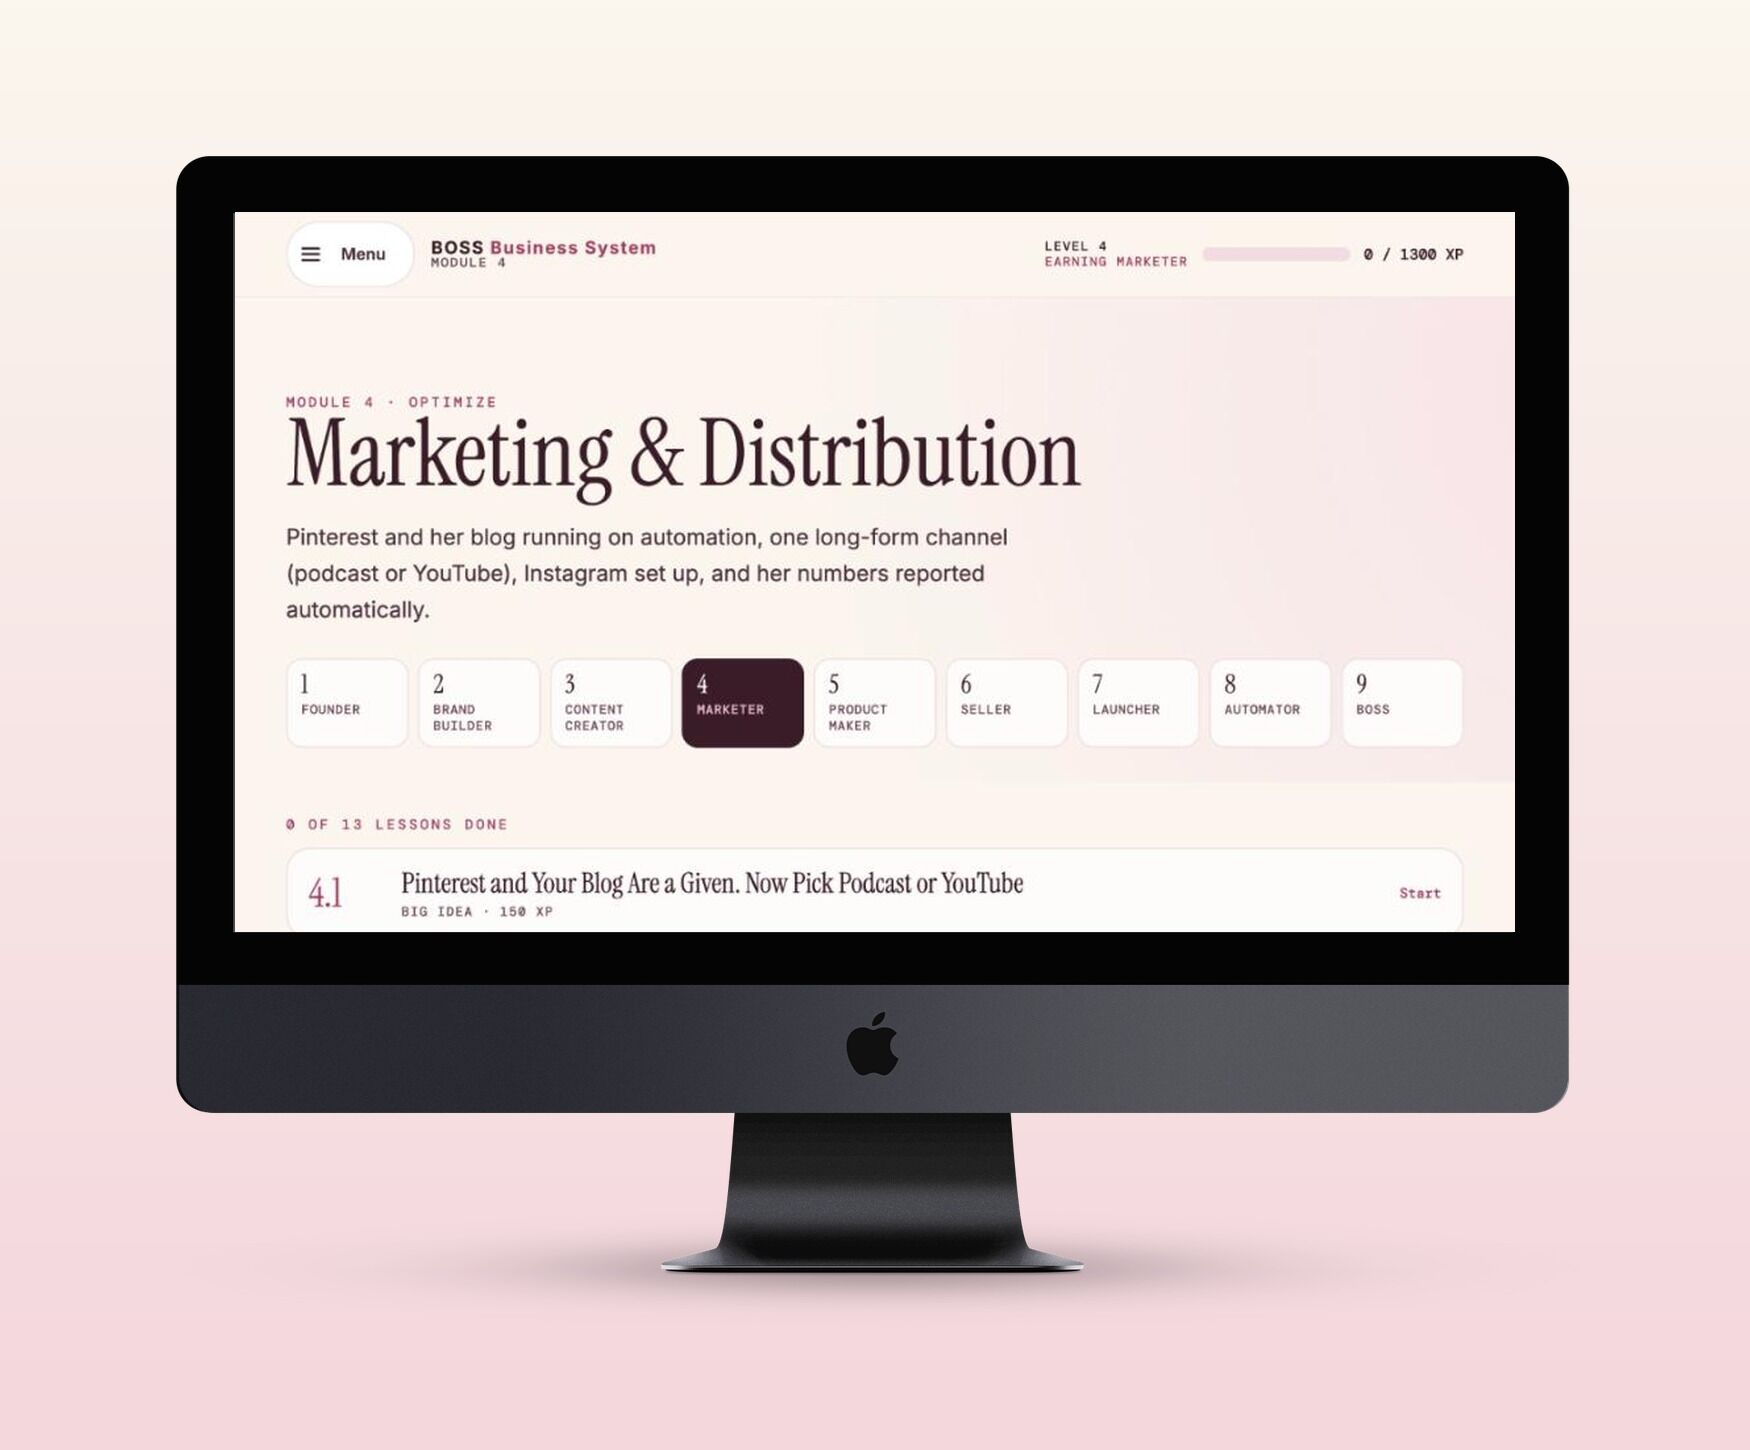 Menu
BOSS Business System
MODULE 4
LEVEL 4
EARNING MARKETER
0 / 1300 XP
MODULE 4 · OPTIMIZE
Marketing & Distribution
Pinterest and her blog running on automation, one long-form channel
(podcast or YouTube), Instagram set up, and her numbers reported
automatically.
1
FOUNDER
2
BRAND
BUILDER
3
CONTENT
CREATOR
4
MARKETER
5
PRODUCT
MAKER
6
SELLER
7
LAUNCHER
8
AUTOMATOR
9
BOSS
0 OF 13 LESSONS DONE
4.1
Pinterest and Your Blog Are a Given. Now Pick Podcast or YouTube
BIG IDEA · 150 XP
Start